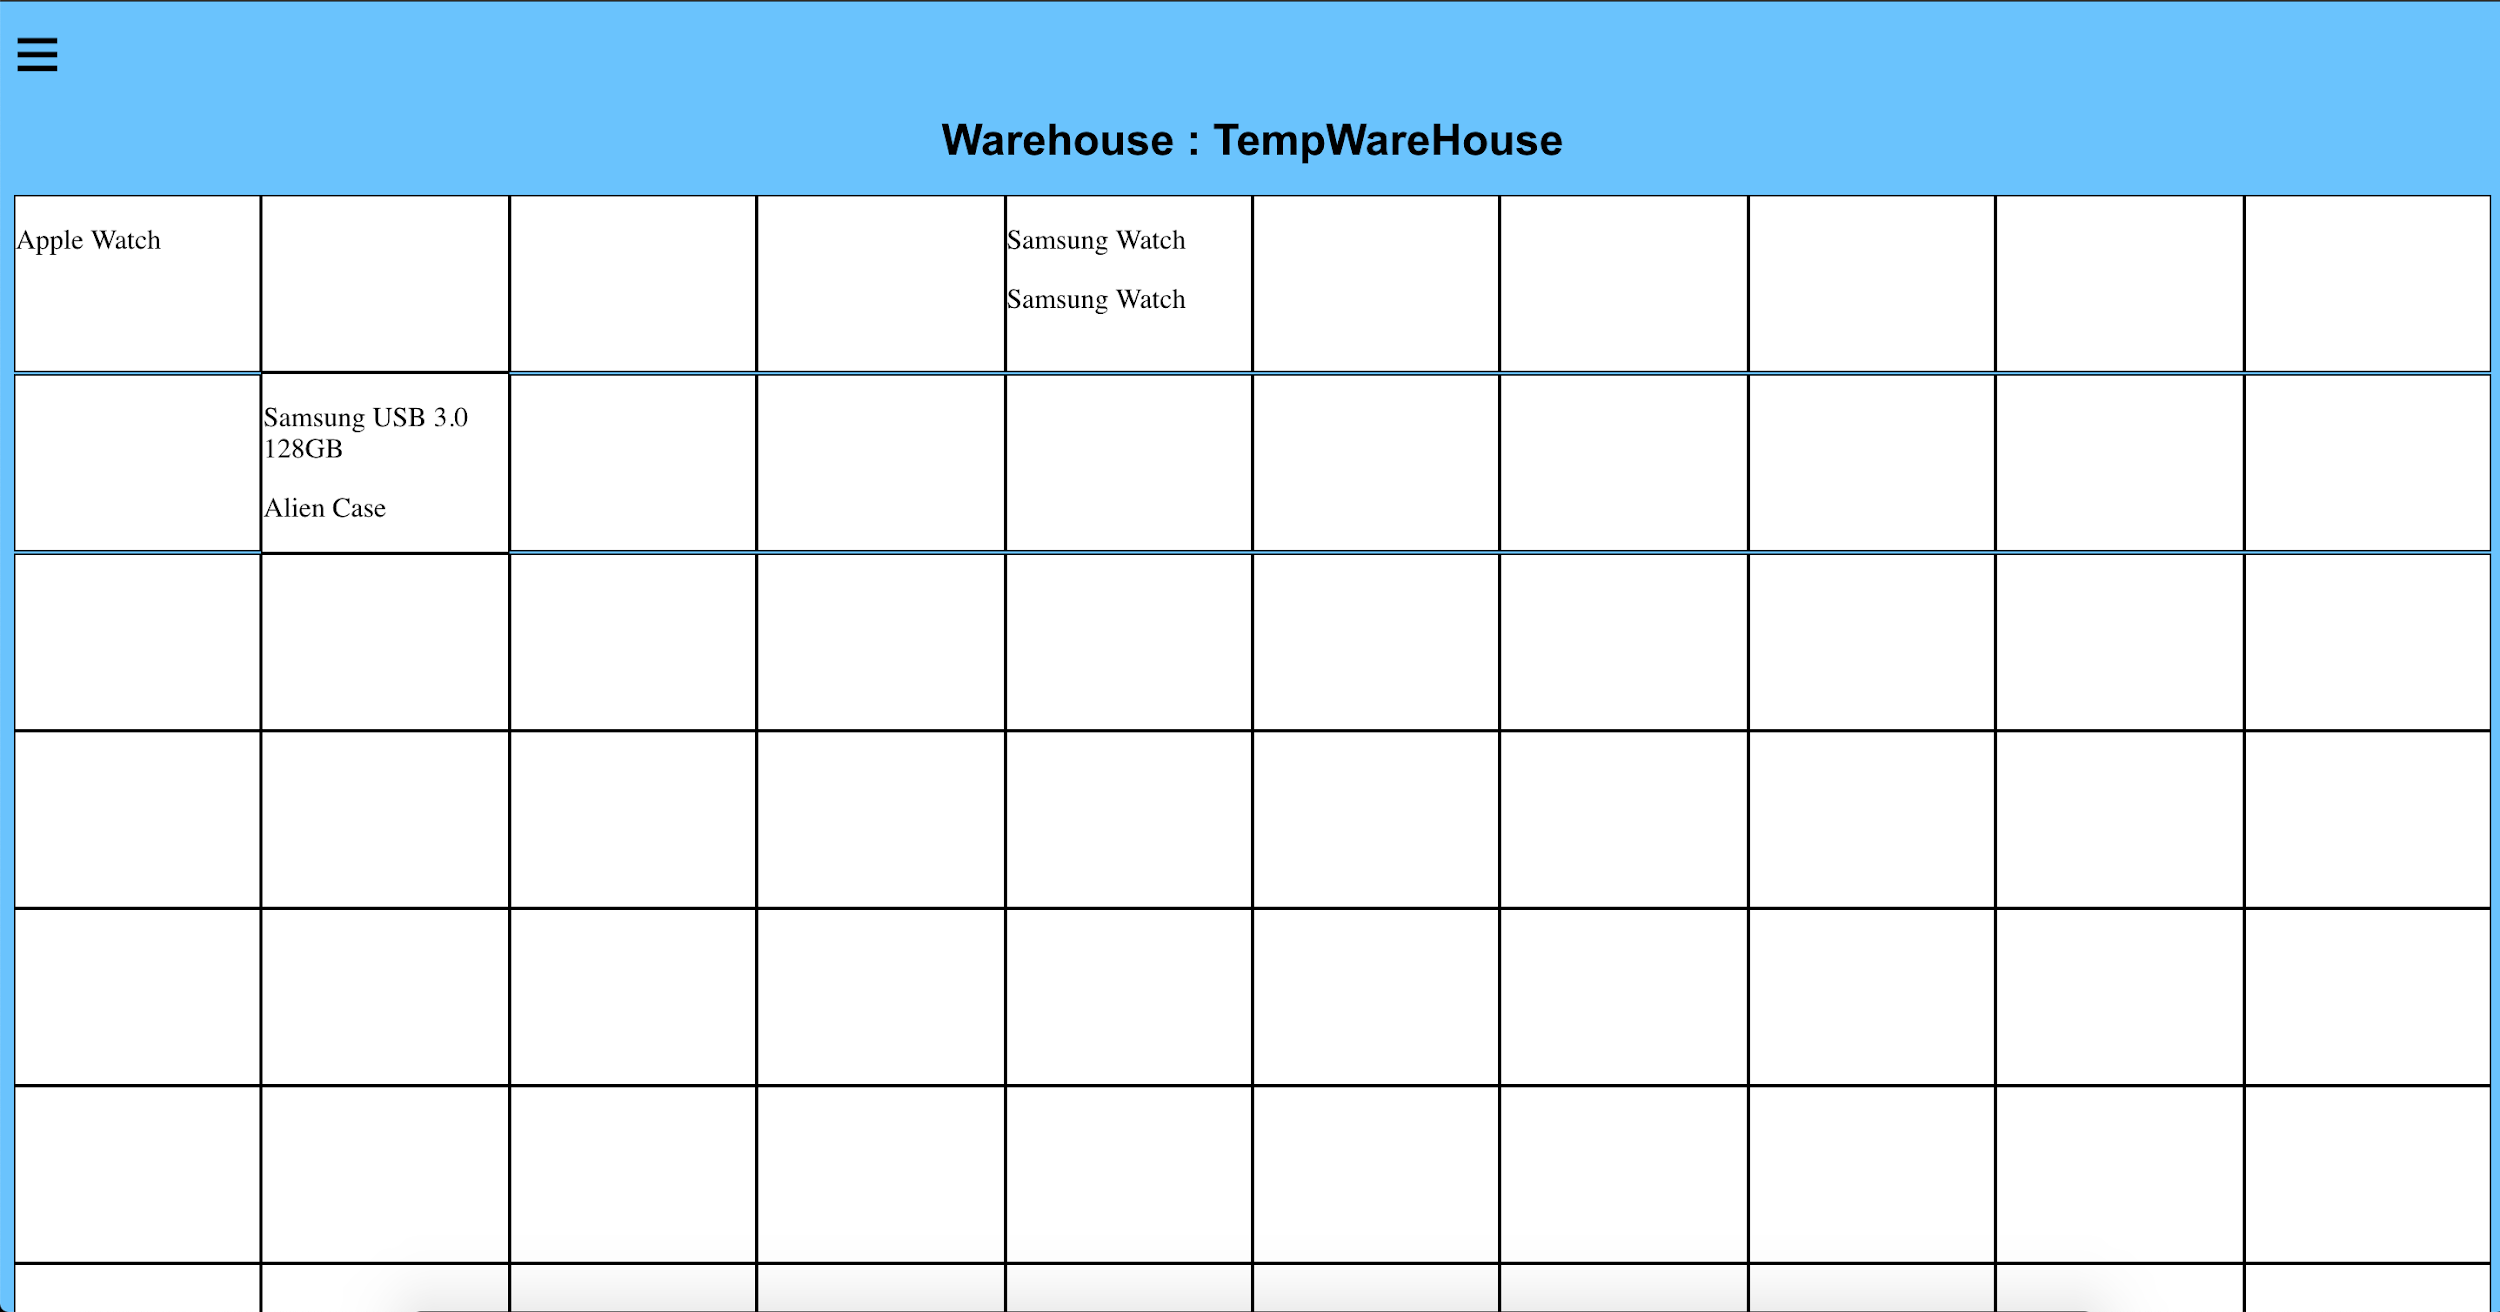 Warehouse : TempWareHouse
Apple Watch
Samsung Watch
Samsung Watch
Samsung USB 3.0
128GB
Alien Case